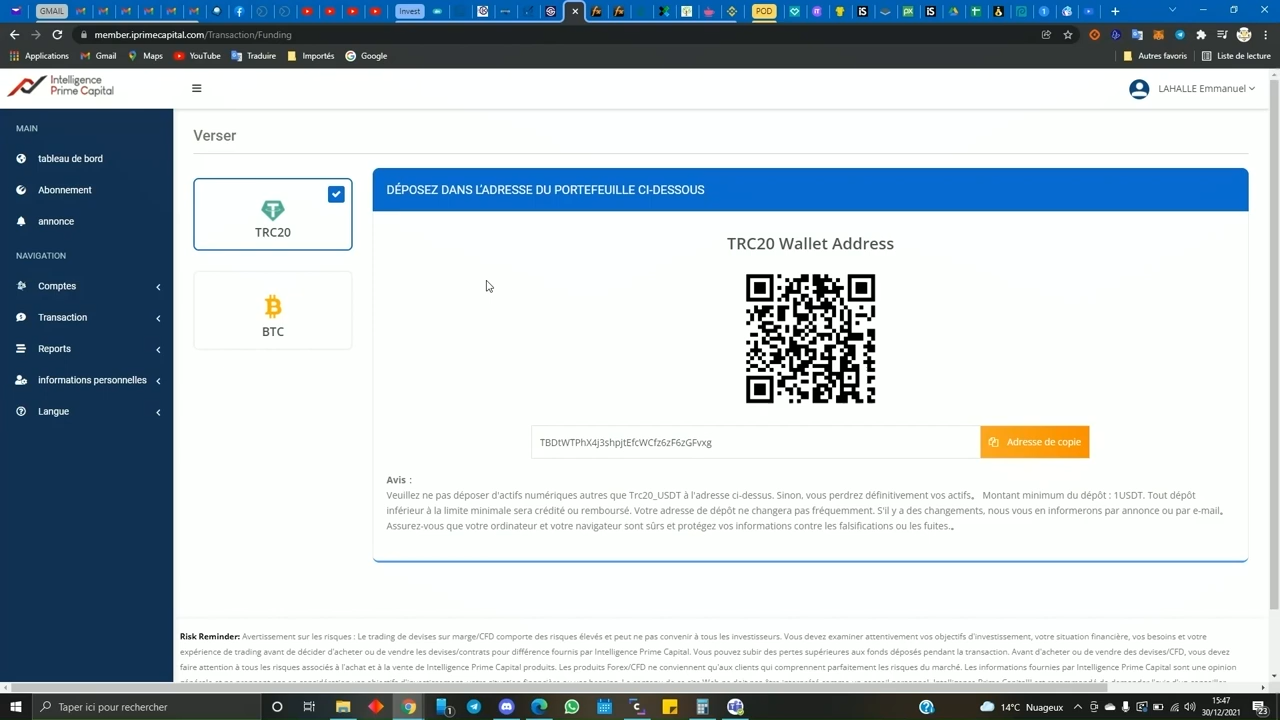 GMAIL
Invest
POD
member.iprimecapital.com/Transaction/Funding
Applications
Gmail
Maps
YouTube
Traduire
Importés
Google
Autres favoris
Liste de lecture
Intelligence
Prime Capital
LAHALLE Emmanuel
MAIN
tableau de bord
Abonnement
annonce
NAVIGATION
Comptes
Transaction
Reports
informations personnelles
Langue
Verser
TRC20
BTC
DÉPOSEZ DANS L'ADRESSE DU PORTEFEUILLE CI-DESSOUS
TRC20 Wallet Address
TBDtWTPhX4j3shpjtEfcWCfz6zF6zGFvxg
Adresse de copie
Avis :
Veuillez ne pas déposer d'actifs numériques autres que Trc20_USDT à l'adresse ci-dessus. Sinon, vous perdrez définitivement vos actifs。 Montant minimum du dépôt : 1USDT. Tout dépôt
inférieur à la limite minimale sera crédité ou remboursé. Votre adresse de dépôt ne changera pas fréquemment. S'il y a des changements, nous vous en informerons par annonce ou par e-mail。
Assurez-vous que votre ordinateur et votre navigateur sont sûrs et protégez vos informations contre les falsifications ou les fuites.。
Risk Reminder: Avertissement sur les risques : Le trading de devises sur marge/CFD comporte des risques élevés et peut ne pas convenir à tous les investisseurs. Vous devez examiner attentivement vos objectifs d'investissement, votre situation financière, vos besoins et votre
expérience de trading avant de décider d'acheter ou de vendre les devises/contrats pour différence fournis par Intelligence Prime Capital. Vous pouvez subir des pertes supérieures aux fonds déposés pendant la transaction. Avant d'acheter ou de vendre des devises/CFD, vous devez
faire attention à tous les risques associés à l'achat et à la vente de Intelligence Prime Capital produits. Les produits Forex/CFD ne conviennent qu'aux clients qui comprennent parfaitement les risques du marché. Les informations fournies par Intelligence Prime Capital sont une opinion
Taper ici pour rechercher
14°C Nuageux
15:47
30/12/2021